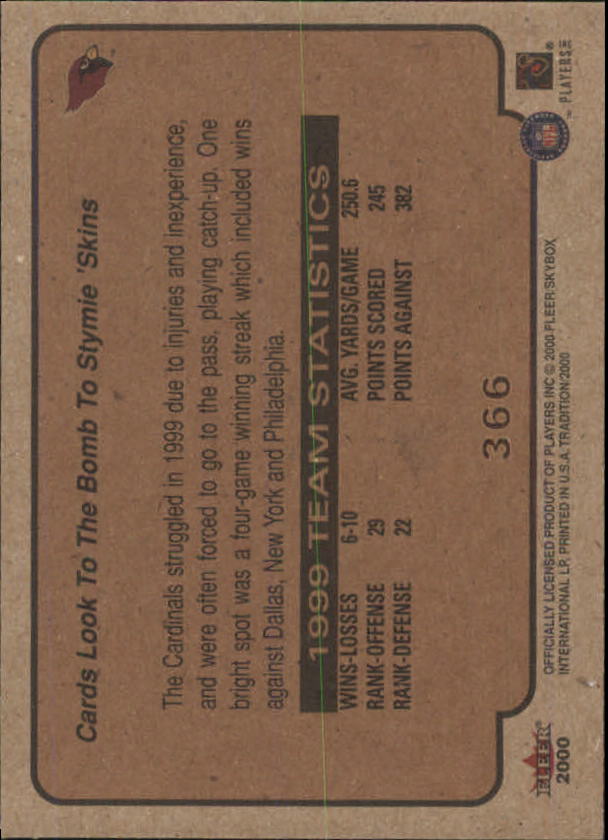 Cards Look To The Bomb To Stymie 'Skins
The Cardinals struggled in 1999 due to injuries and inexperience,
and were often forced to go to the pass, playing catch-up. One
bright spot was a four-game winning streak which included wins
against Dallas, New York and Philadelphia.
1999 TEAM STATISTICS
WINS-LOSSES 6-10 AVG. YARDS/GAME 250.6
RANK-OFFENSE 29 POINTS SCORED 245
RANK-DEFENSE 22 POINTS AGAINST 382
366
FLEER®
2000
OFFICIALLY LICENSED PRODUCT OF PLAYERS INC © 2000 FLEER/SKYBOX
INTERNATIONAL LP, PRINTED IN U.S.A. TRADITION/2000
NFL
PLAYERS INC